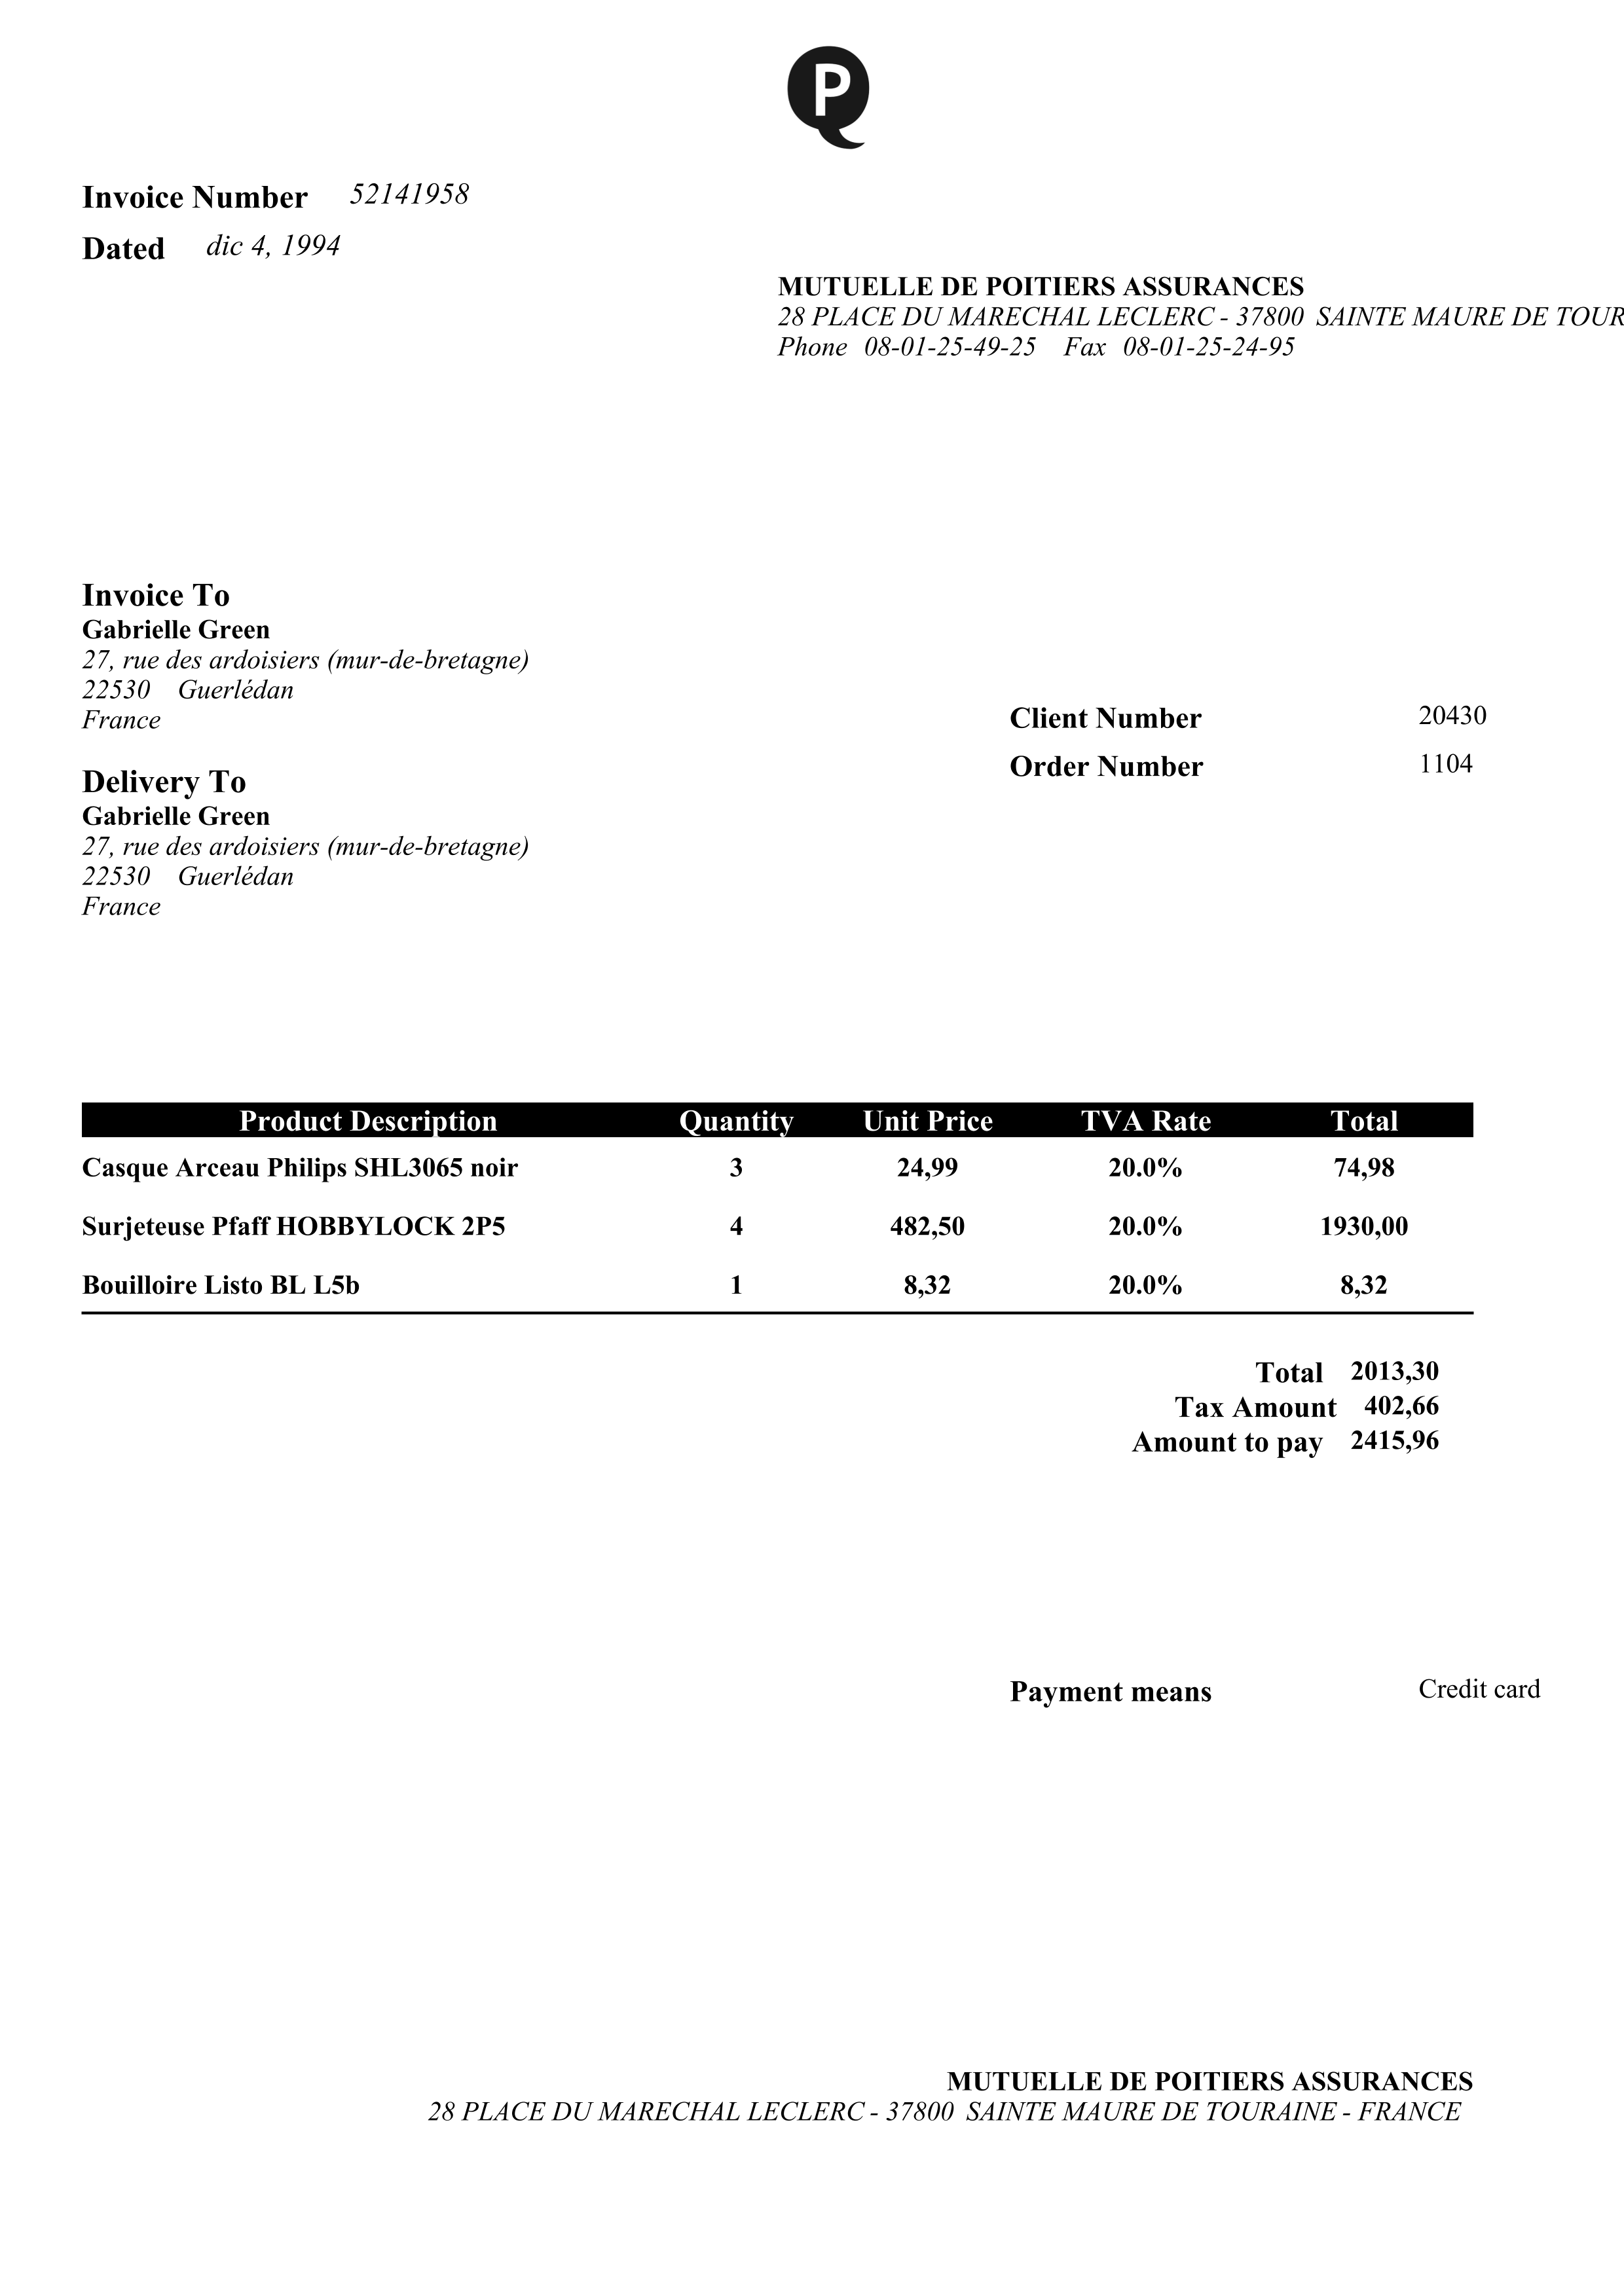 P
Invoice Number 52141958
Dated dic 4, 1994
MUTUELLE DE POITIERS ASSURANCES
28 PLACE DU MARECHAL LECLERC - 37800 SAINTE MAURE DE TOUR
Phone 08-01-25-49-25 Fax 08-01-25-24-95
Invoice To
Gabrielle Green
27, rue des ardoisiers (mur-de-bretagne)
22530 Guerlédan
France
Client Number 20430
Order Number 1104
Delivery To
Gabrielle Green
27, rue des ardoisiers (mur-de-bretagne)
22530 Guerlédan
France
Product Description Quantity Unit Price TVA Rate Total
Casque Arceau Philips SHL3065 noir 3 24,99 20.0% 74,98
Surjeteuse Pfaff HOBBYLOCK 2P5 4 482,50 20.0% 1930,00
Bouilloire Listo BL L5b 1 8,32 20.0% 8,32
Total 2013,30
Tax Amount 402,66
Amount to pay 2415,96
Payment means Credit card
MUTUELLE DE POITIERS ASSURANCES
28 PLACE DU MARECHAL LECLERC - 37800 SAINTE MAURE DE TOURAINE - FRANCE